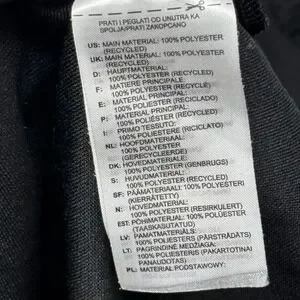 PRATI I PEGLATI OD UNUTRA KA
SPOLJA/PRATI ZAKOPČANO
US: MAIN MATERIAL: 100% POLYESTER
(RECYCLED)
UK: MAIN MATERIAL: 100% POLYESTER
(RECYCLED)
D: HAUPTMATERIAL:
100% POLYESTER (RECYCELT)
F: MATIERE PRINCIPALE:
100% POLYESTER (RECYCLÉ)
E: MATERIAL PRINCIPAL:
100% POLIÉSTER (RECICLADO)
P: MATERIAL PRINCIPAL:
100% POLIÉSTER (RECICLADO)
I: PRIMO TESSUTO:
100% POLIESTERE (RICICLATO)
NL: HOOFDMATERIAAL:
100% POLYESTER
(GERECYCLEERDE)
DK: HOVEDMATERIALE:
100% POLYESTER (GENBRUGS)
S: HUVUDMATERIAL:
100% POLYESTER (RECYCLED)
SF: PÄÄMATERIAALI: 100% POLYESTERI
(KIERRÄTETTY)
N: HOVEDMATERIALE:
100% POLYESTER (RESIRKULERT)
EST: PÕHIMATERJAL: 100% POLÜESTER
(TAASKASUTATUD)
LV: PAMATMATERIĀLS:
100% POLIESTERIS (PĀRSTRĀDĀTS)
LT: PAGRINDINĖ MEDŽIAGA:
100% POLIESTERIS (PAKARTOTINAI
PANAUDOTAS)
PL: MATERIAŁ PODSTAWOWY: